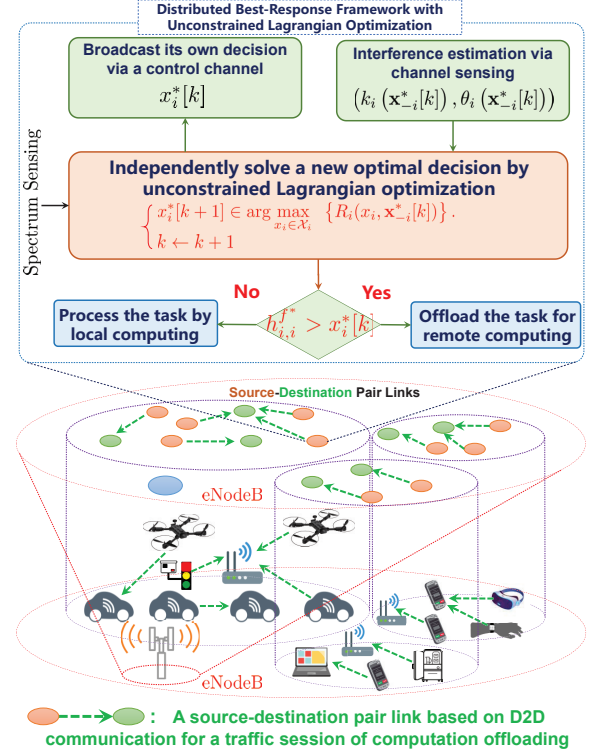 Distributed Best-Response Framework with
Unconstrained Lagrangian Optimization
Broadcast its own decision
via a control channel
x_i^*[k]
Interference estimation via
channel sensing
(k_i (x_{-i}^*[k]), θ_i (x_{-i}^*[k]))
Spectrum Sensing
Independently solve a new optimal decision by
unconstrained Lagrangian optimization
{ x_i^*[k+1] ∈ arg max_{x_i∈𝒳_i} {R_i(x_i, x_{-i}^*[k])}.
k ← k + 1
No
Yes
Process the task by
local computing
h_{i,i}^{f*} > x_i^*[k]
Offload the task for
remote computing
Source-Destination Pair Links
eNodeB
eNodeB
: A source-destination pair link based on D2D
communication for a traffic session of computation offloading